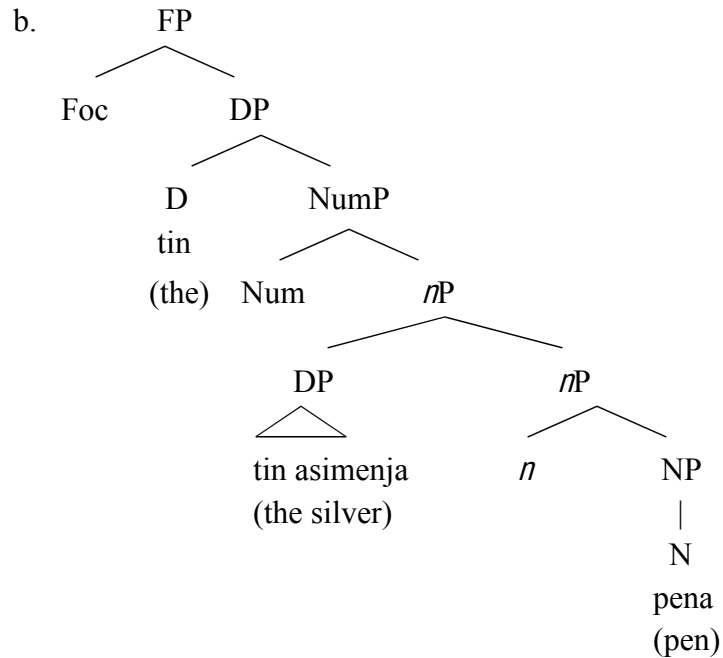 b. FP
Foc DP
D NumP
tin
(the) Num nP
DP nP
tin asimenja n NP
(the silver)
N
pena
(pen)